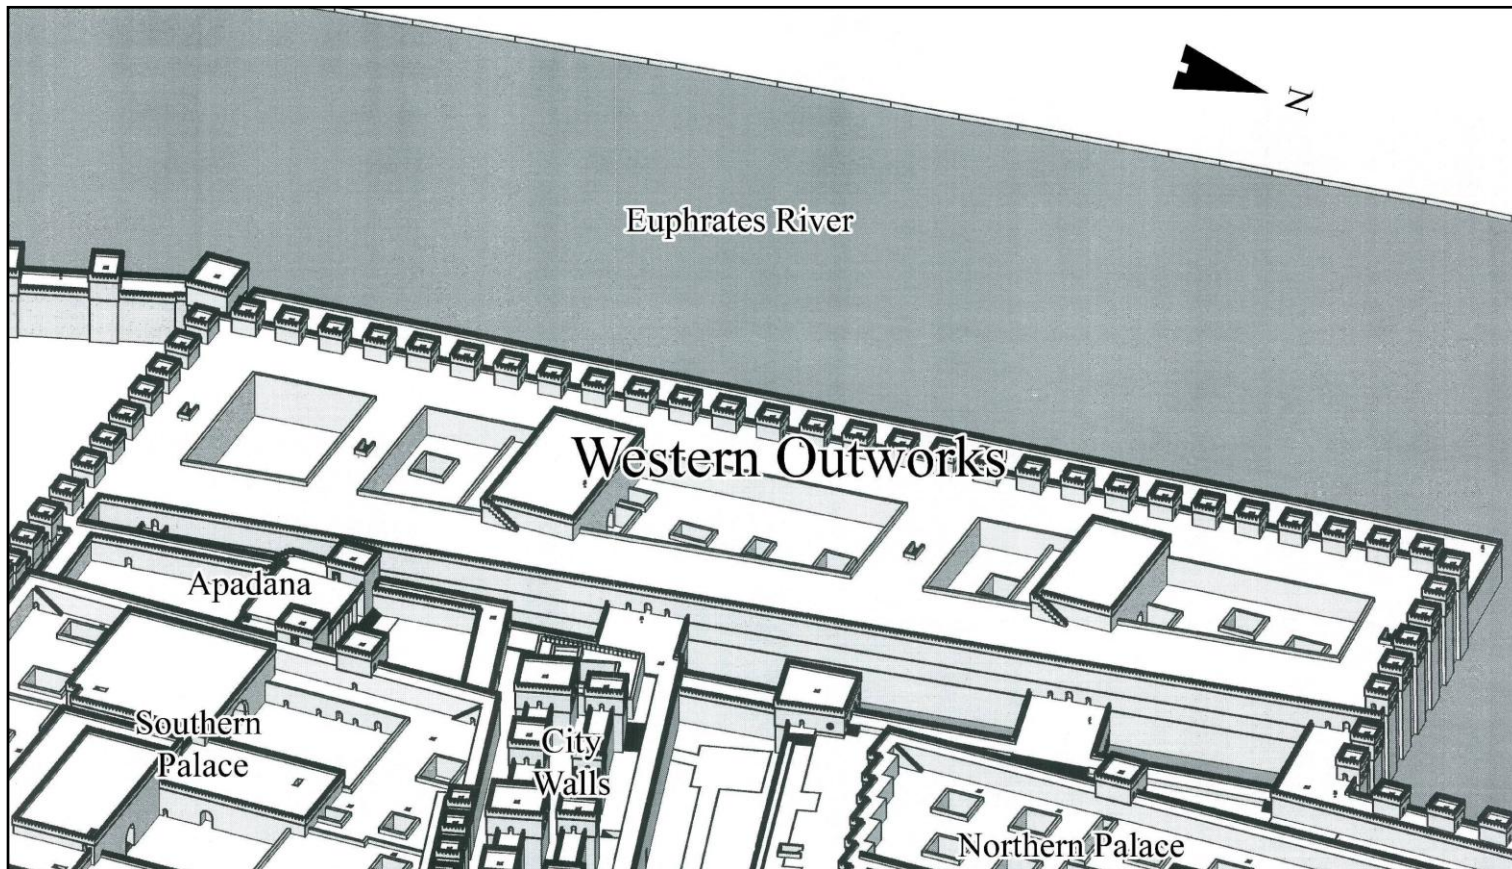 N
Euphrates River
Western Outworks
Apadana
Southern
Palace
City
Walls
Northern Palace